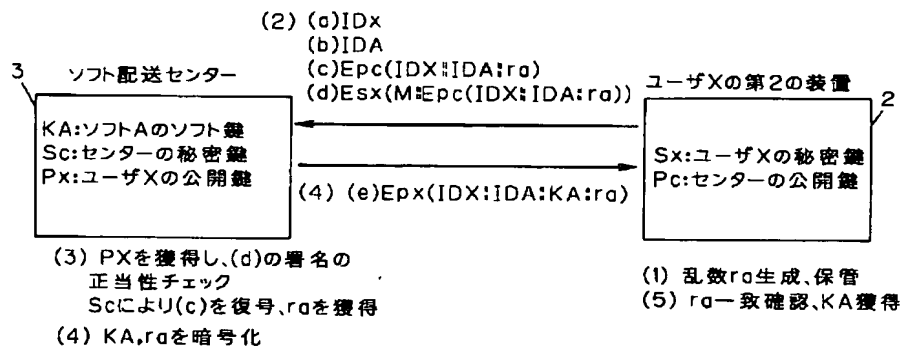 (2) (a)IDx
(b)IDA
(c)Epc(IDX¦¦IDA¦ra)
(d)Esx(M¦Epc(IDX¦IDA¦ra))
3
ソフト配送センター
KA:ソフトAのソフト鍵
Sc:センターの秘密鍵
Px:ユーザXの公開鍵
ユーザXの第2の装置
2
Sx:ユーザXの秘密鍵
Pc:センターの公開鍵
(4) (e)Epx(IDX¦IDA¦KA¦ra)
(3) PXを獲得し、(d)の署名の
正当性チェック
Scにより(c)を復号、raを獲得
(4) KA,raを暗号化
(1) 乱数ra生成、保管
(5) ra一致確認、KA獲得